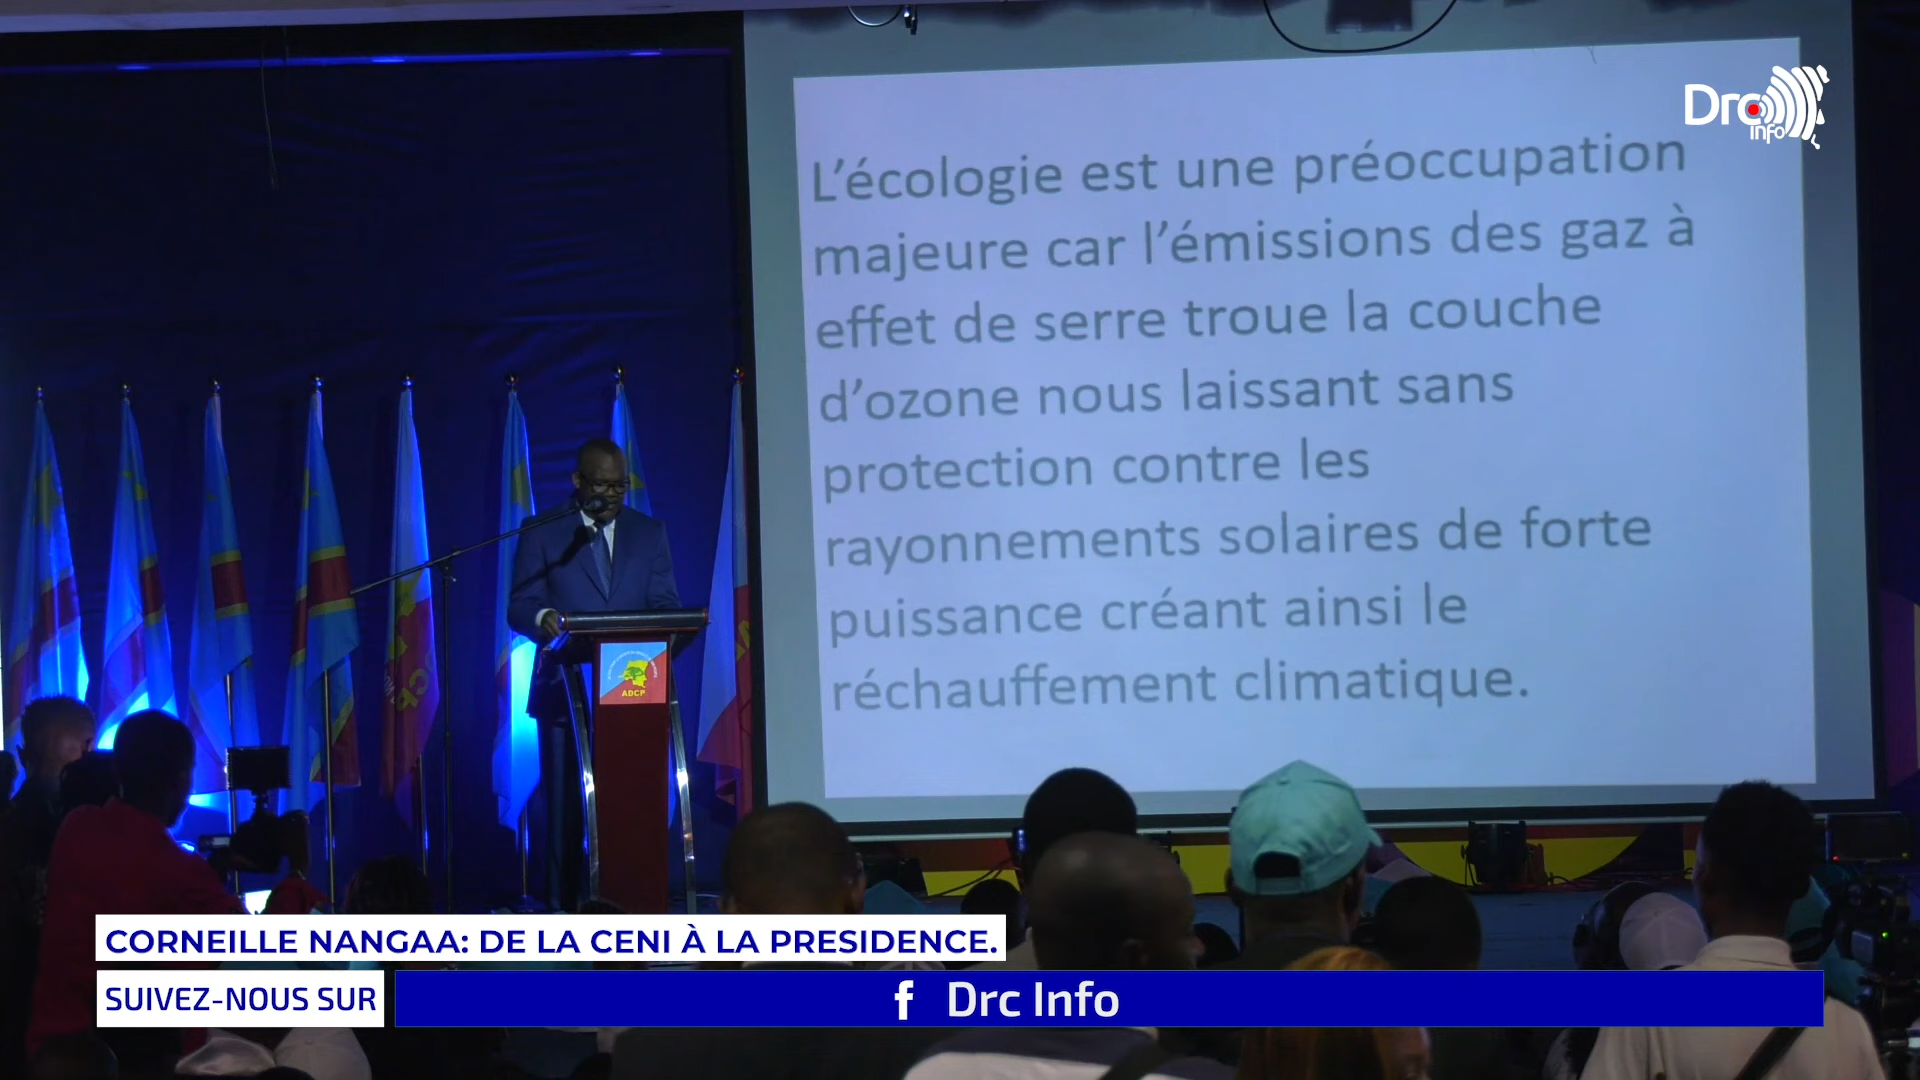 Drc
Info
L’écologie est une préoccupation
majeure car l’émissions des gaz à
effet de serre troue la couche
d’ozone nous laissant sans
protection contre les
rayonnements solaires de forte
puissance créant ainsi le
réchauffement climatique.
ADCP
CORNEILLE NANGAA: DE LA CENI À LA PRESIDENCE.
SUIVEZ-NOUS SUR
f Drc Info